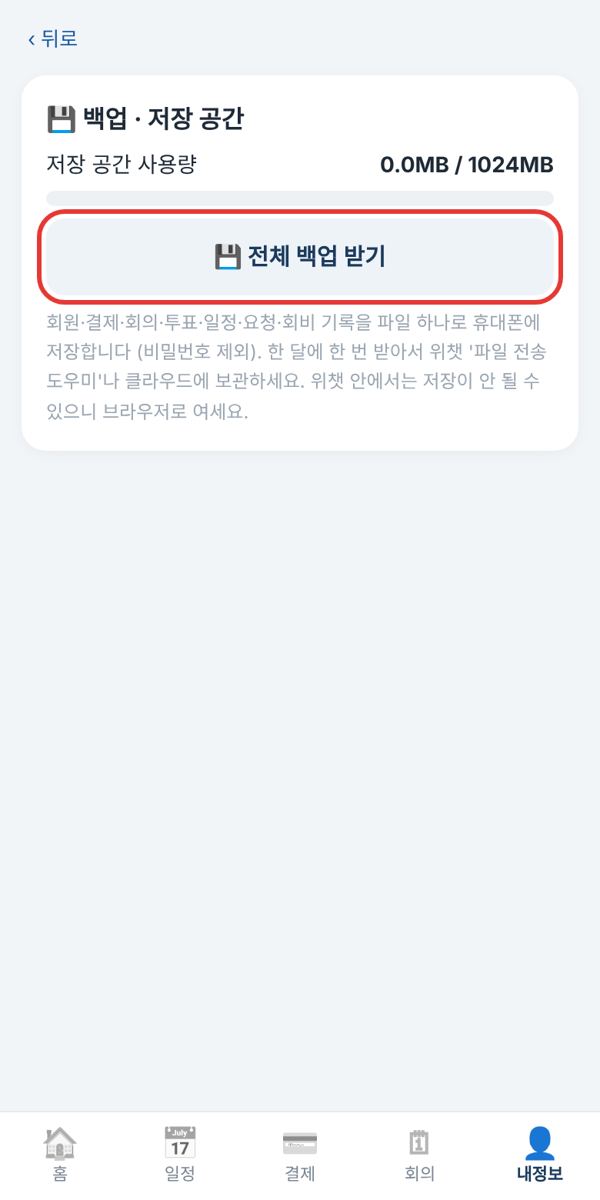 ‹ 뒤로
💾 백업 · 저장 공간
저장 공간 사용량 0.0MB / 1024MB
💾 전체 백업 받기
회원·결제·회의·투표·일정·요청·회비 기록을 파일 하나로 휴대폰에
저장합니다 (비밀번호 제외). 한 달에 한 번 받아서 위챗 '파일 전송
도우미'나 클라우드에 보관하세요. 위챗 안에서는 저장이 안 될 수
있으니 브라우저로 여세요.
July
17
홈 일정 결제 회의 내정보